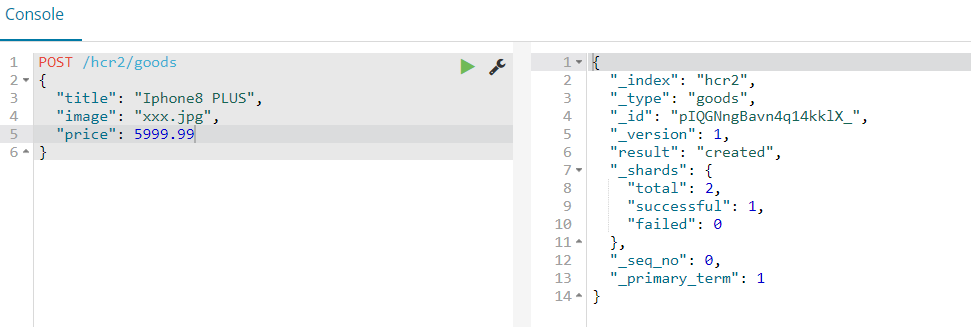 Console
1 POST /hcr2/goods
2 {
3 "title": "Iphone8 PLUS",
4 "image": "xxx.jpg",
5 "price": 5999.99
6 }
1 {
2 "_index": "hcr2",
3 "_type": "goods",
4 "_id": "pIQGNngBavn4q14kklX_",
5 "_version": 1,
6 "result": "created",
7 "_shards": {
8 "total": 2,
9 "successful": 1,
10 "failed": 0
11 },
12 "_seq_no": 0,
13 "_primary_term": 1
14 }